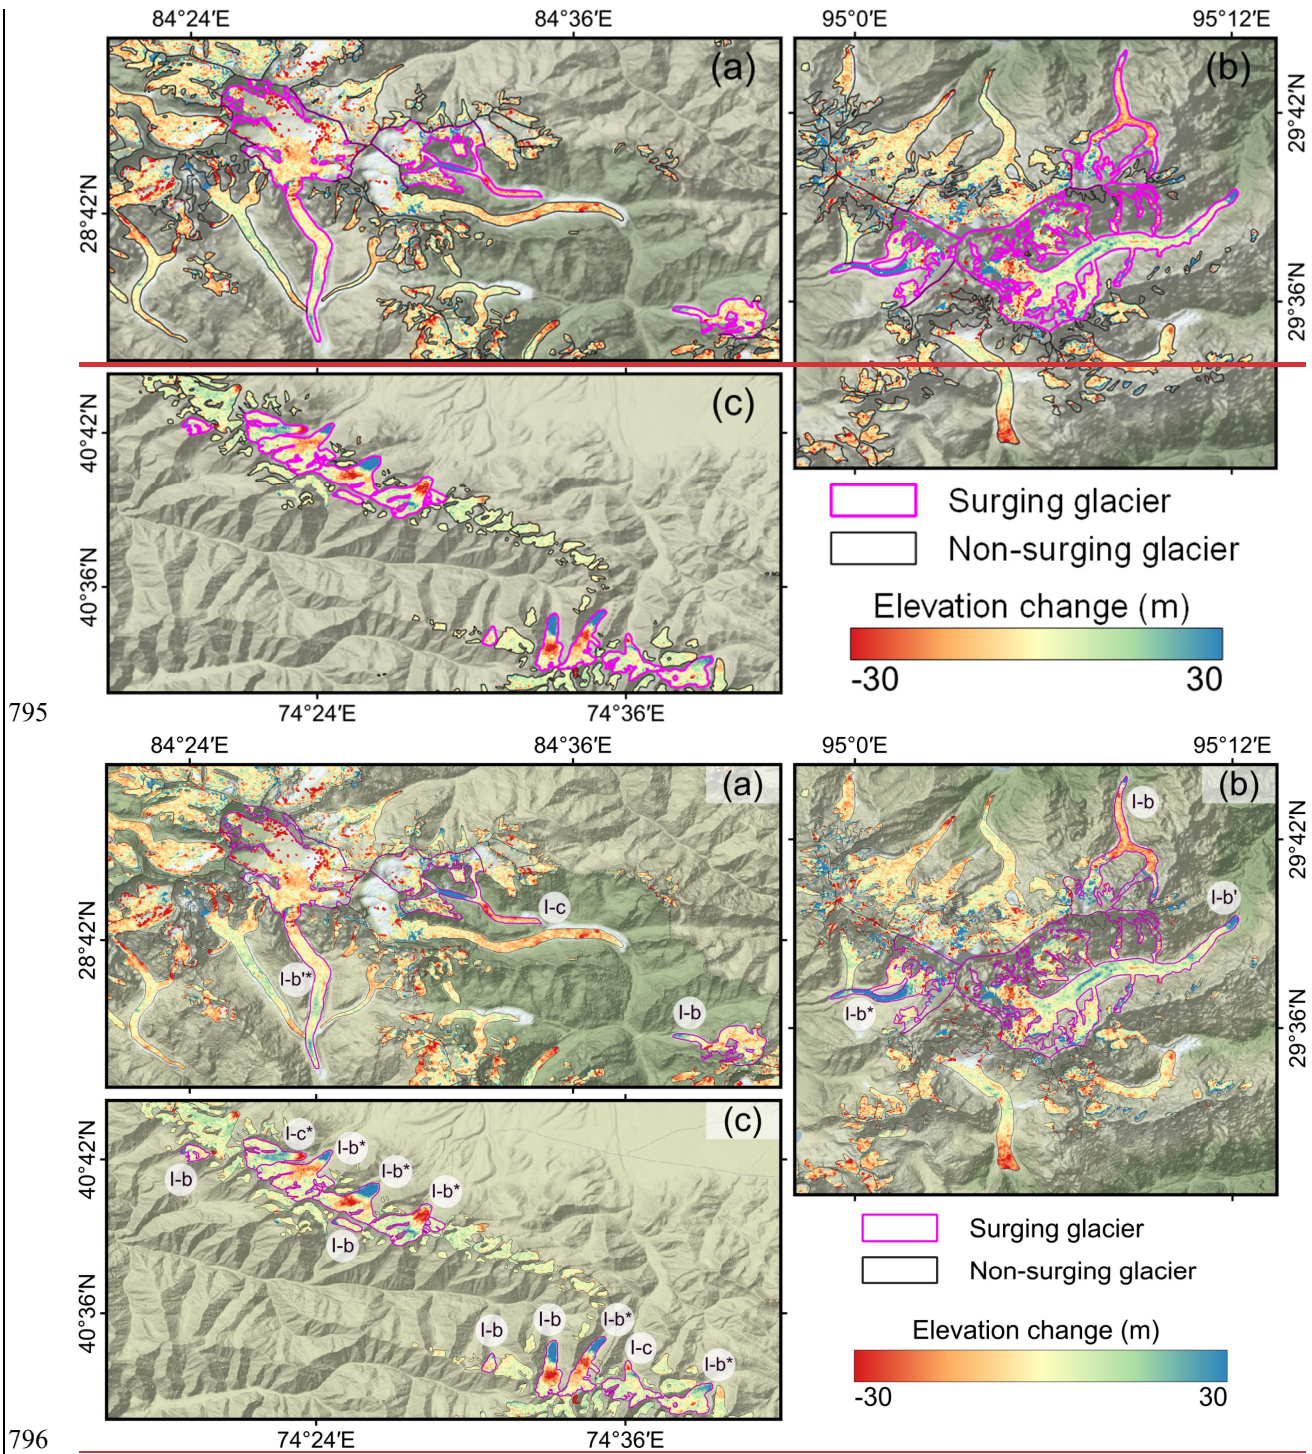 84°24′E 84°36′E 95°0′E 95°12′E
(a) (b)
29°42′N
28°42′N
29°36′N
(c)
40°42′N
Surging glacier
Non-surging glacier
40°36′N
Elevation change (m)
-30 30
795
74°24′E 74°36′E
84°24′E 84°36′E 95°0′E 95°12′E
(a) (b)
I-b
29°42′N
I-b'
I-c
28°42′N
I-b'*
I-b
I-b*
29°36′N
(c)
I-c*
I-b*
40°42′N
I-b
I-b*
I-b*
I-b
Surging glacier
Non-surging glacier
40°36′N
I-b I-b I-b*
I-c
I-b*
Elevation change (m)
-30 30
796
74°24′E 74°36′E